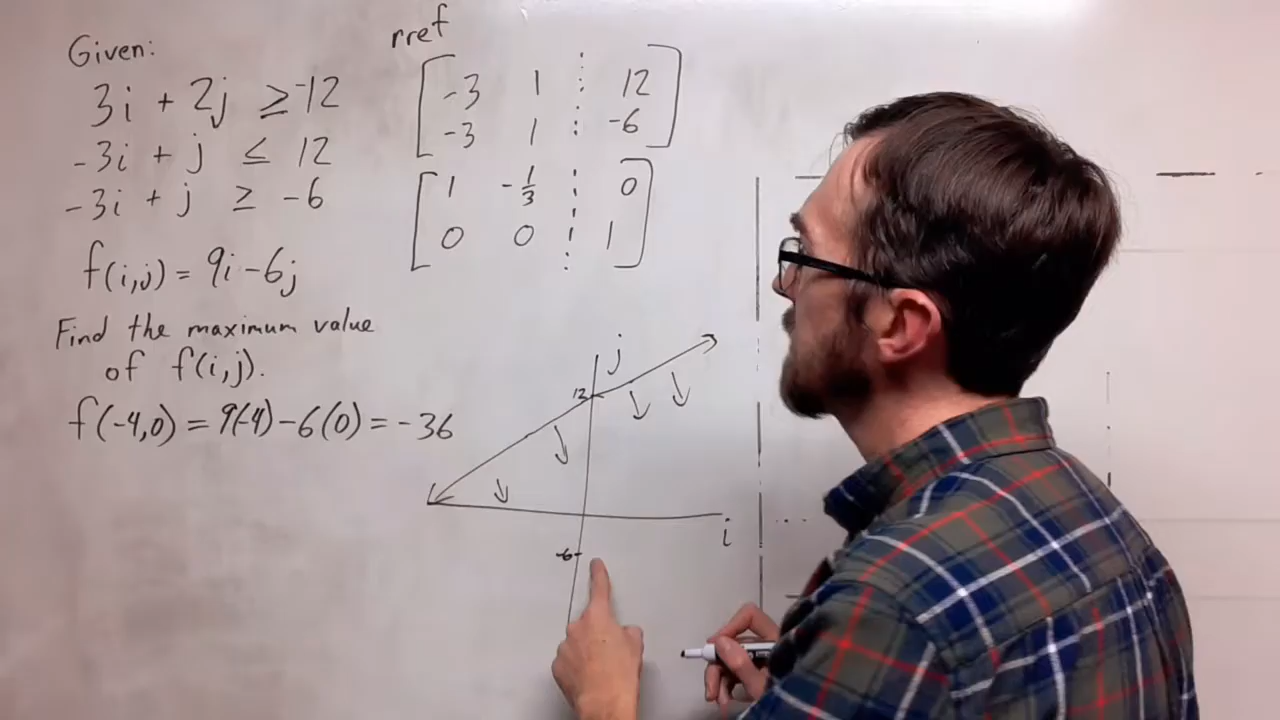 Given:
3i + 2j ≥ -12
-3i + j ≤ 12
-3i + j ≥ -6
f(i,j) = 9i - 6j
Find the maximum value
of f(i,j).
f(-4,0) = 9(-4) - 6(0) = -36
rref
-3 1 12
-3 1 -6
1 -1/3 0
0 0 1
j
12
i
-6